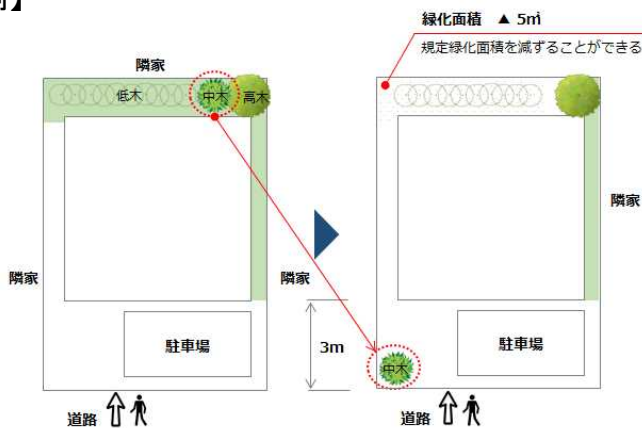 】
緑化面積 ▲ 5㎡
規定緑化面積を減ずることができる
隣家
低木
中木
高木
隣家
隣家
隣家
駐車場
3m
駐車場
中木
道路
道路